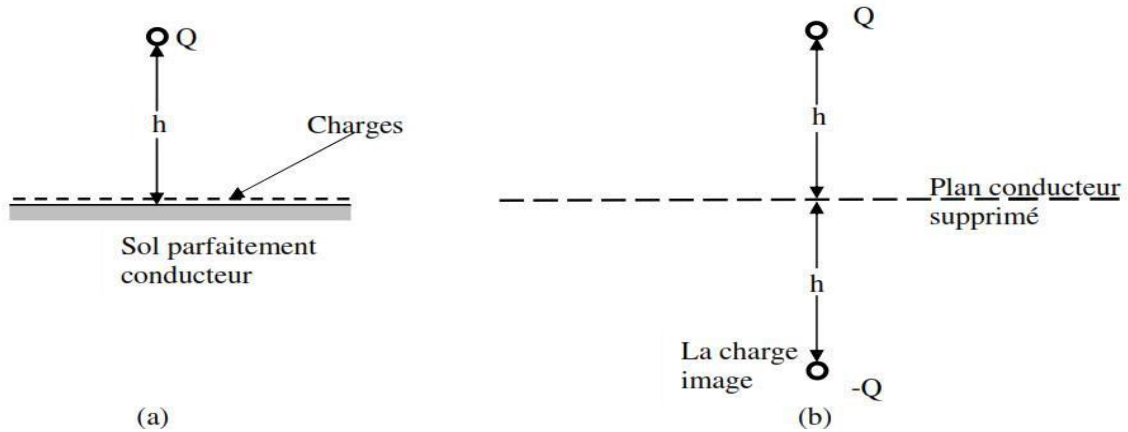 Q
h
Charges
Sol parfaitement
conducteur
(a)
Q
h
Plan conducteur
supprimé
h
La charge
image
-Q
(b)